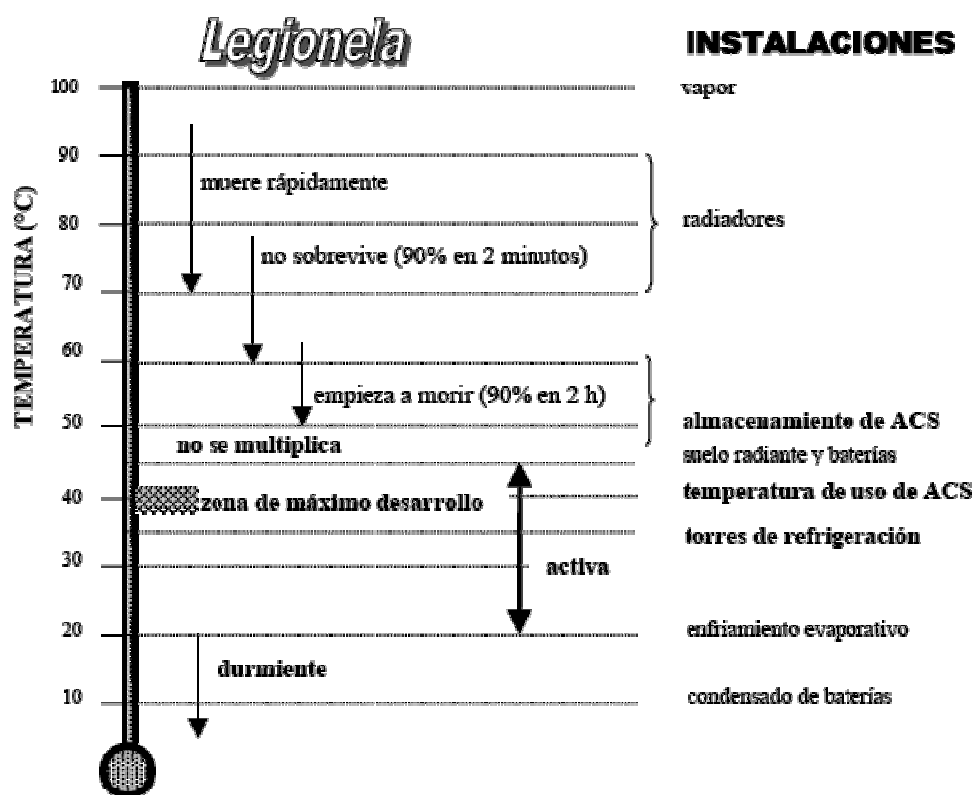 Legionela
INSTALACIONES
TEMPERATURA (°C)
100
vapor
90
muere rápidamente
80
radiadores
no sobrevive (90% en 2 minutos)
70
60
empieza a morir (90% en 2 h)
50
almacenamiento de ACS
no se multiplica
suelo radiante y baterías
40
zona de máximo desarrollo
temperatura de uso de ACS
torres de refrigeración
30
activa
20
enfriamiento evaporativo
durmiente
10
condensado de baterías